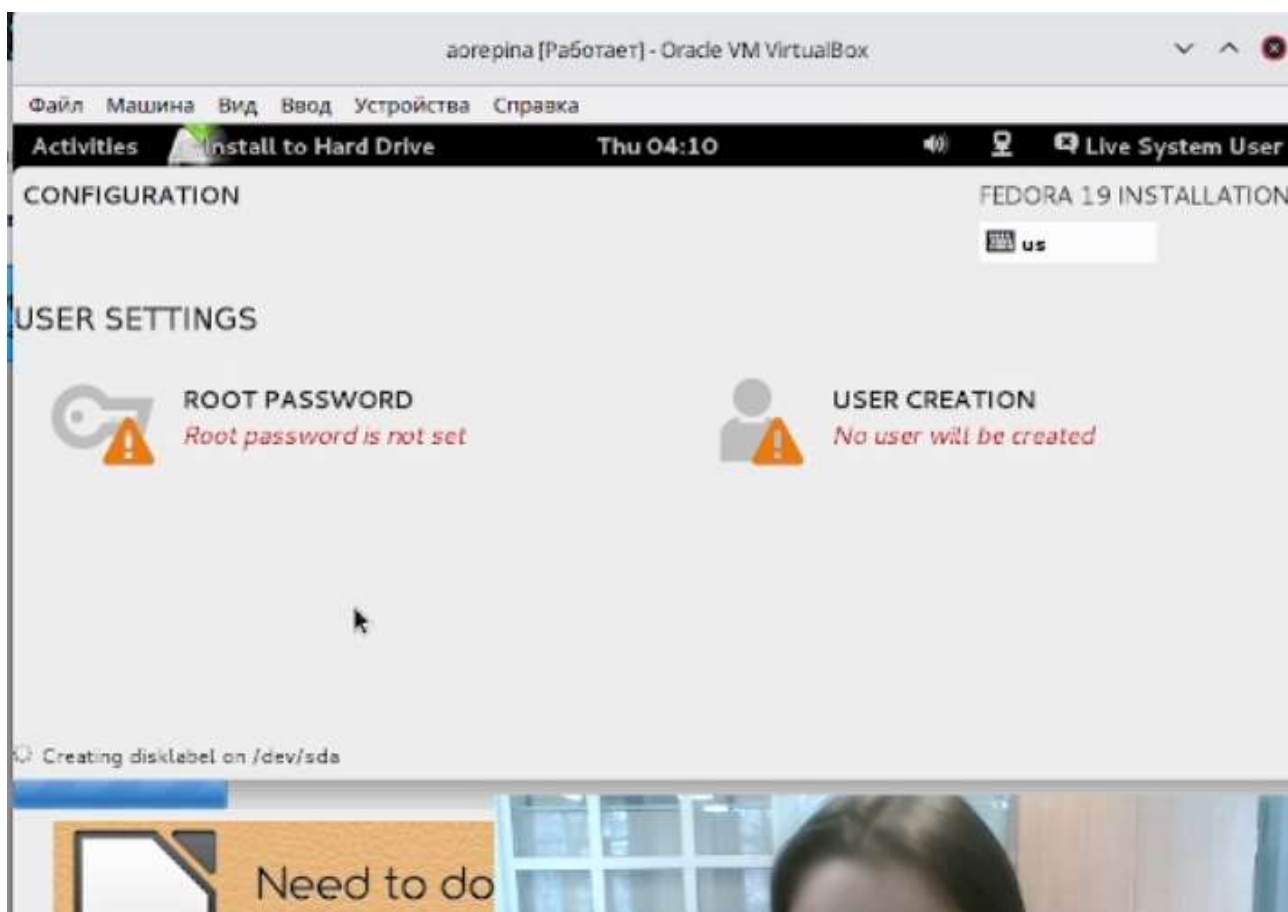 aorepina [Работает] - Oracle VM VirtualBox
Файл Машина Вид Ввод Устройства Справка
Activities Install to Hard Drive Thu 04:10 Live System User
CONFIGURATION FEDORA 19 INSTALLATION
us
USER SETTINGS
ROOT PASSWORD
Root password is not set
USER CREATION
No user will be created
Creating disklabel on /dev/sda
Need to do